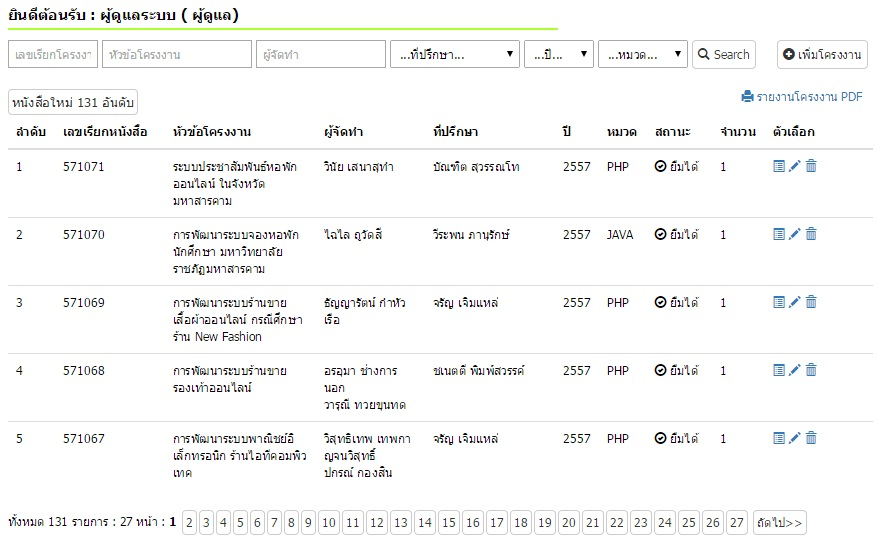 ยินดีต้อนรับ : ผู้ดูแลระบบ ( ผู้ดูแล)
เลขเรียกโครงงาน หัวข้อโครงงาน ผู้จัดทำ ...ที่ปรึกษา... ...ปี... ...หมวด... Search เพิ่มโครงงาน
หนังสือใหม่ 131 อันดับ รายงานโครงงาน PDF
ลำดับ เลขเรียกหนังสือ หัวข้อโครงงาน ผู้จัดทำ ที่ปรึกษา ปี หมวด สถานะ จำนวน ตัวเลือก
1 571071 ระบบประชาสัมพันธ์หอพัก วินัย เสนาสุทำ บัณฑิต สุวรรณโท 2557 PHP ยืมได้ 1
ออนไลน์ ในจังหวัด
มหาสารคาม
2 571070 การพัฒนาระบบจองหอพัก ไฉไล ภูวัดสี วีระพน ภานุรักษ์ 2557 JAVA ยืมได้ 1
นักศึกษา มหาวิทยาลัย
ราชภัฏมหาสารคาม
3 571069 การพัฒนาระบบร้านขาย ธัญญารัตน์ กำหัว จรัญ เจิมแหล่ 2557 PHP ยืมได้ 1
เสื้อผ้าออนไลน์ กรณีศึกษา เรือ
ร้าน New Fashion
4 571068 การพัฒนาระบบร้านขาย อรอุมา ช่างการ ชเนตตี พิมพ์สวรรค์ 2557 PHP ยืมได้ 1
รองเท้าออนไลน์ นอก
วารุณี ทวยขุนทด
5 571067 การพัฒนาระบบพาณิชย์อิ วิสุทธิเทพ เทพกา จรัญ เจิมแหล่ 2557 PHP ยืมได้ 1
เล็กทรอนิก ร้านไอทีคอมพิว ญจนวิสุทธิ์
เทค ปกรณ์ กองสิน
ทั้งหมด 131 รายการ : 27 หน้า : 1 2 3 4 5 6 7 8 9 10 11 12 13 14 15 16 17 18 19 20 21 22 23 24 25 26 27 ถัดไป>>